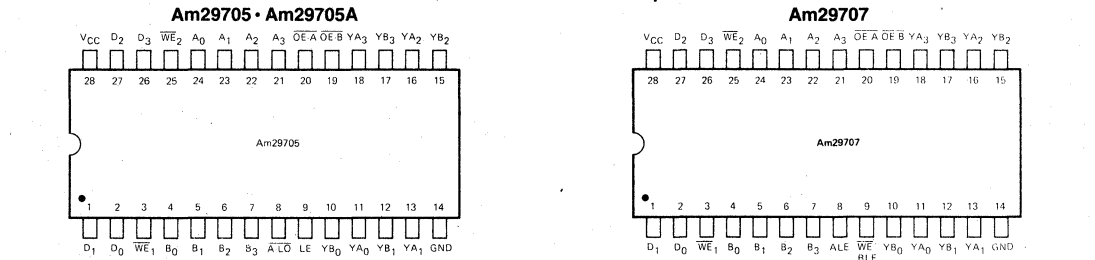 Am29705 • Am29705A
VCC D2 D3 WE2 A0 A1 A2 A3 OE-A OE-B YA3 YB3 YA2 YB2
28 27 26 25 24 23 22 21 20 19 18 17 16 15
Am29705
1 2 3 4 5 6 7 8 9 10 11 12 13 14
D1 D0 WE1 B0 B1 B2 B3 A-LO LE YB0 YA0 YB1 YA1 GND
Am29707
VCC D2 D3 WE2 A0 A1 A2 A3 OE-A OE-B YA3 YB3 YA2 YB2
28 27 26 25 24 23 22 21 20 19 18 17 16 15
Am29707
1 2 3 4 5 6 7 8 9 10 11 12 13 14
D1 D0 WE1 B0 B1 B2 B3 ALE WE YB0 YA0 YB1 YA1 GND
BLE